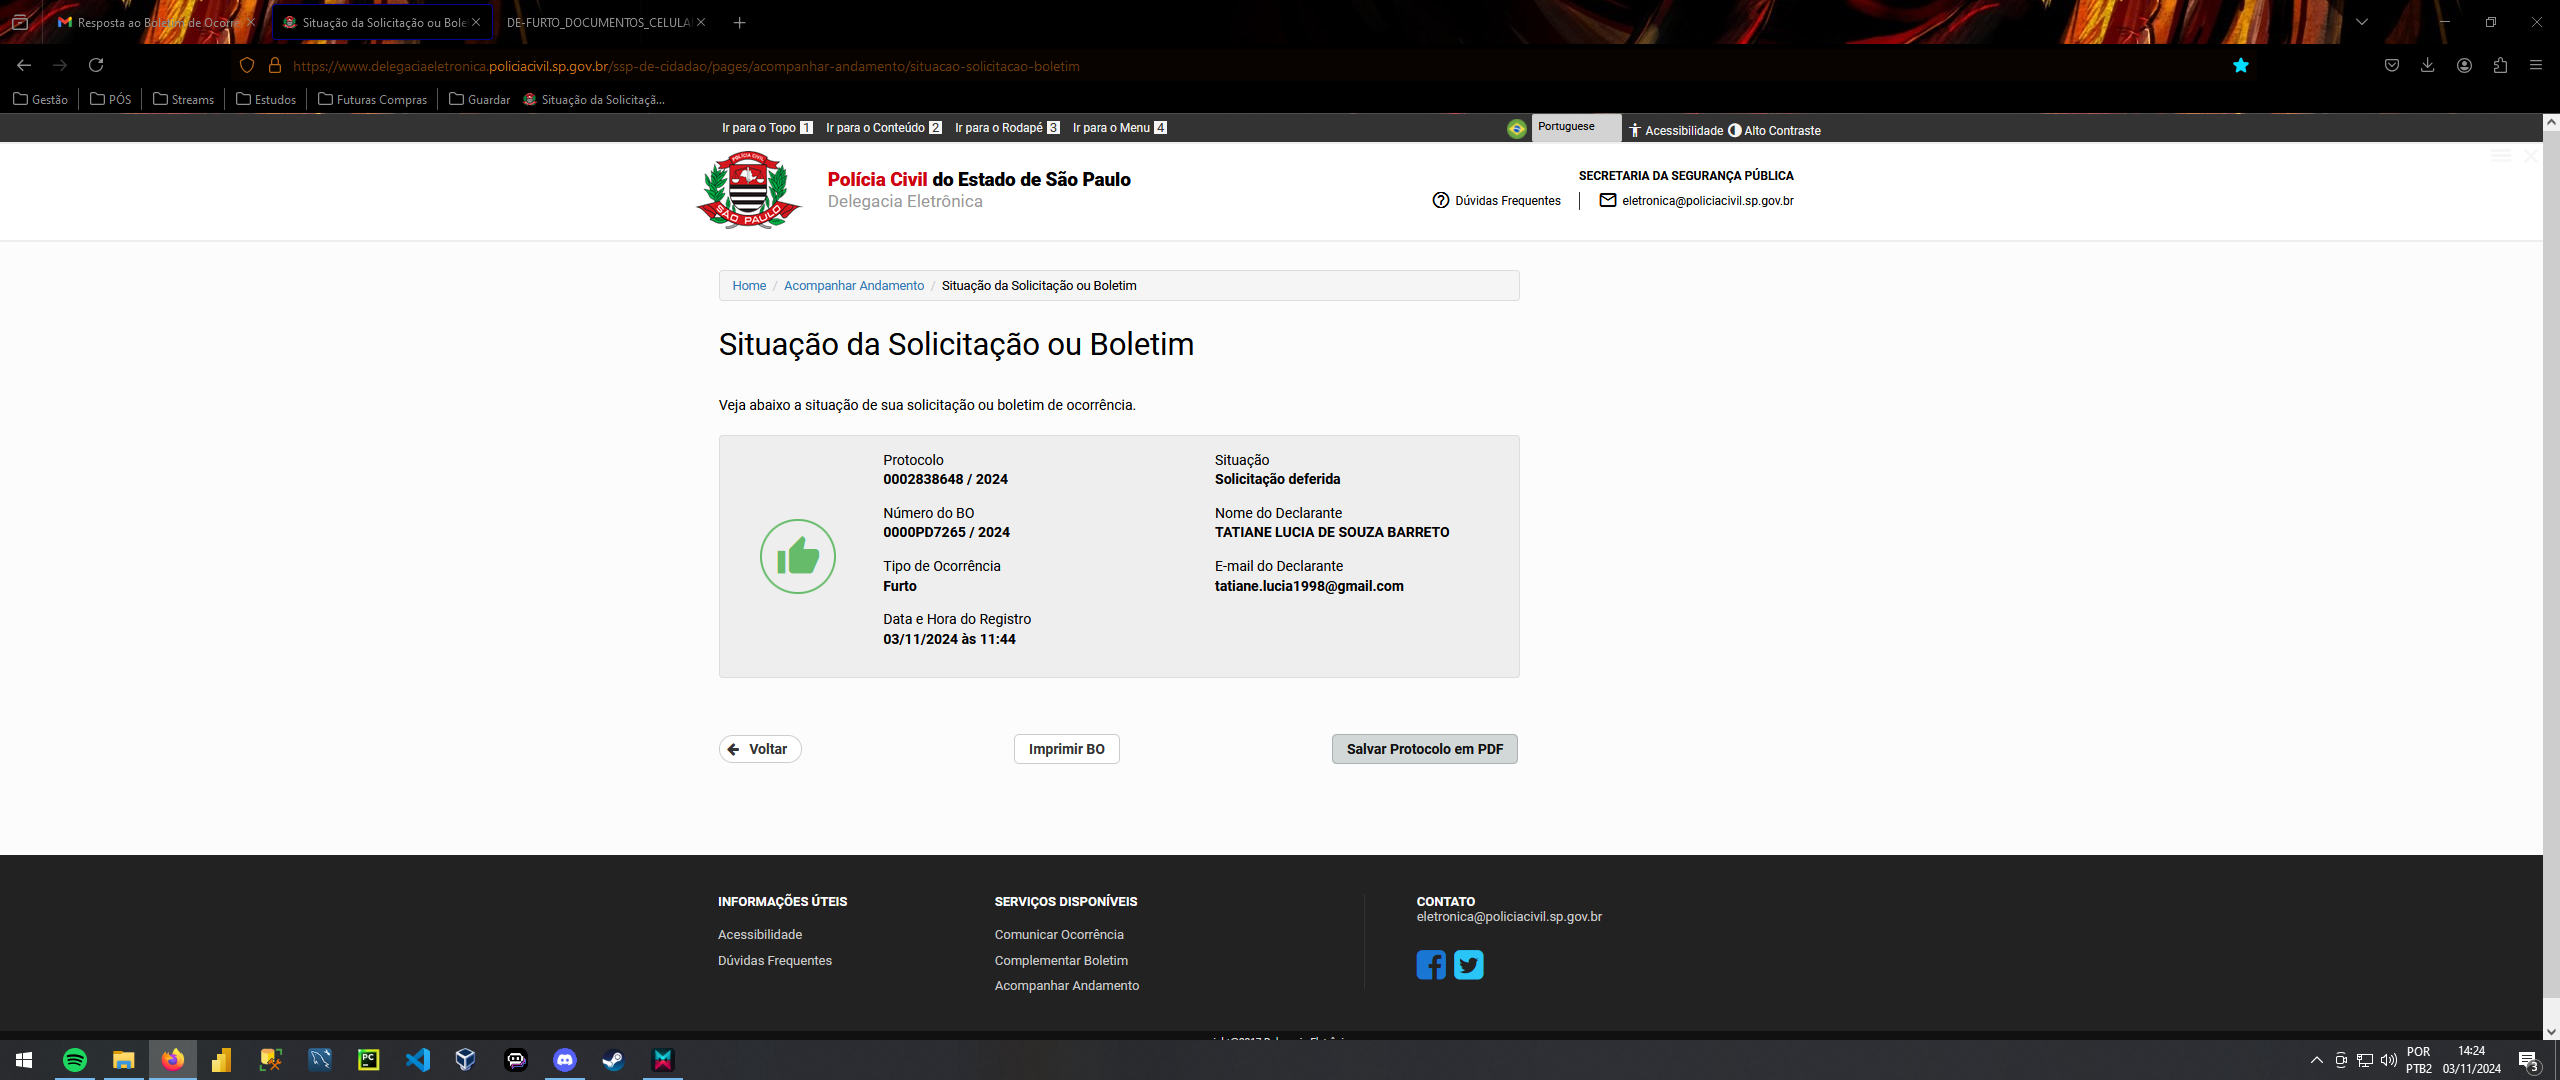 Resposta ao Boletim de Ocorre
Situação da Solicitação ou Bole
DE-FURTO_DOCUMENTOS_CELULA
https://www.delegaciaeletronica.policiacivil.sp.gov.br/ssp-de-cidadao/pages/acompanhar-andamento/situacao-solicitacao-boletim
Gestão PÓS Streams Estudos Futuras Compras Guardar Situação da Solicitaçã...
Ir para o Topo 1 Ir para o Conteúdo 2 Ir para o Rodapé 3 Ir para o Menu 4
Portuguese Acessibilidade Alto Contraste
POLÍCIA CIVIL
SÃO PAULO
Polícia Civil do Estado de São Paulo
Delegacia Eletrônica
SECRETARIA DA SEGURANÇA PÚBLICA
Dúvidas Frequentes eletronica@policiacivil.sp.gov.br
Home / Acompanhar Andamento / Situação da Solicitação ou Boletim
Situação da Solicitação ou Boletim
Veja abaixo a situação de sua solicitação ou boletim de ocorrência.
Protocolo
0002838648 / 2024
Número do BO
0000PD7265 / 2024
Tipo de Ocorrência
Furto
Data e Hora do Registro
03/11/2024 às 11:44
Situação
Solicitação deferida
Nome do Declarante
TATIANE LUCIA DE SOUZA BARRETO
E-mail do Declarante
tatiane.lucia1998@gmail.com
Voltar
Imprimir BO
Salvar Protocolo em PDF
INFORMAÇÕES ÚTEIS
Acessibilidade
Dúvidas Frequentes
SERVIÇOS DISPONÍVEIS
Comunicar Ocorrência
Complementar Boletim
Acompanhar Andamento
CONTATO
eletronica@policiacivil.sp.gov.br
PC
POR
PTB2
14:24
03/11/2024
3